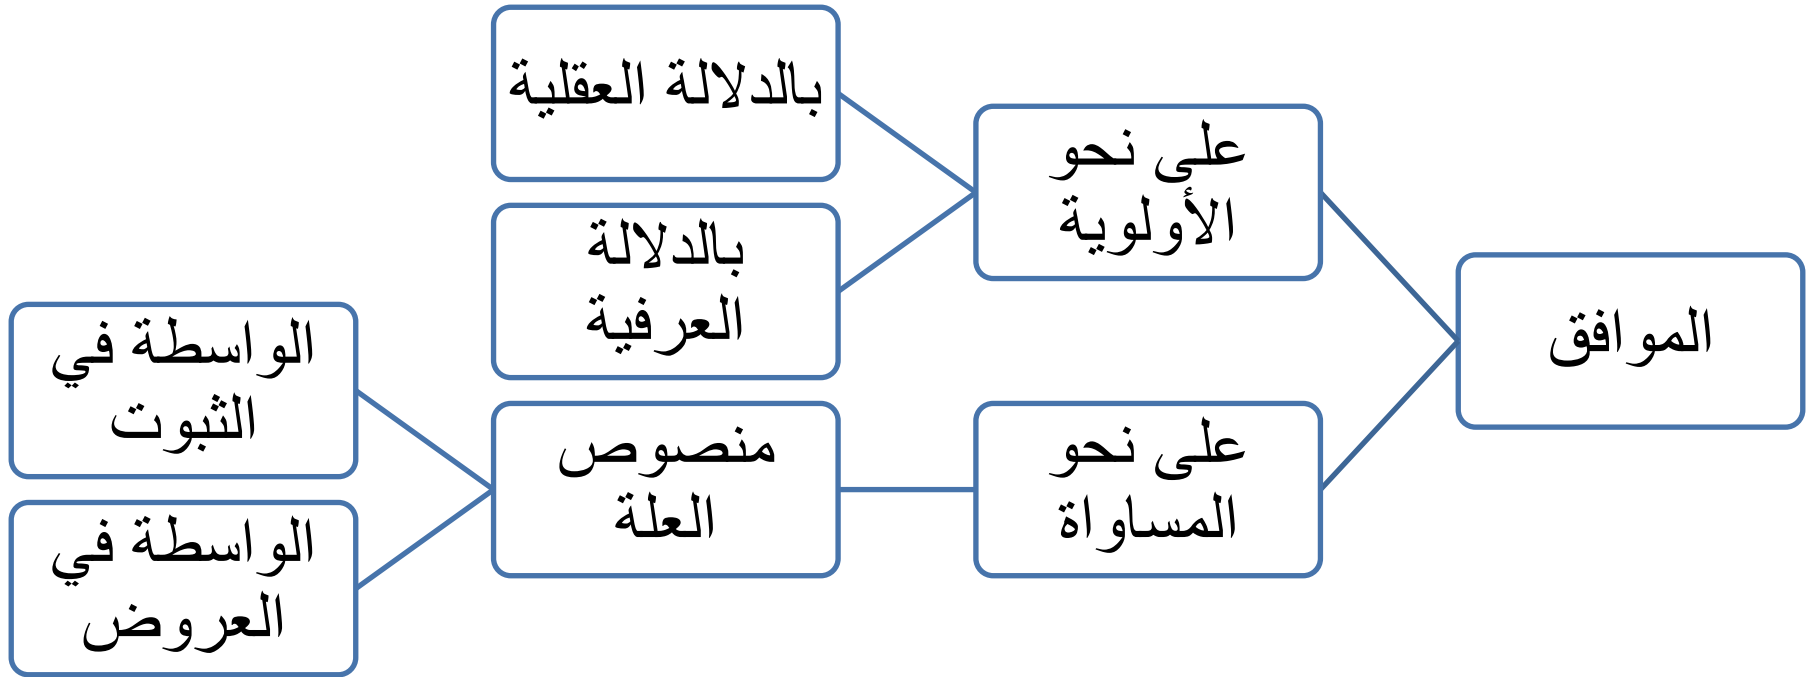 الموافق
على نحو
الأولوية
بالدلالة العقلية
بالدلالة
العرفية
على نحو
المساواة
منصوص
العلة
الواسطة في
الثبوت
الواسطة في
العروض